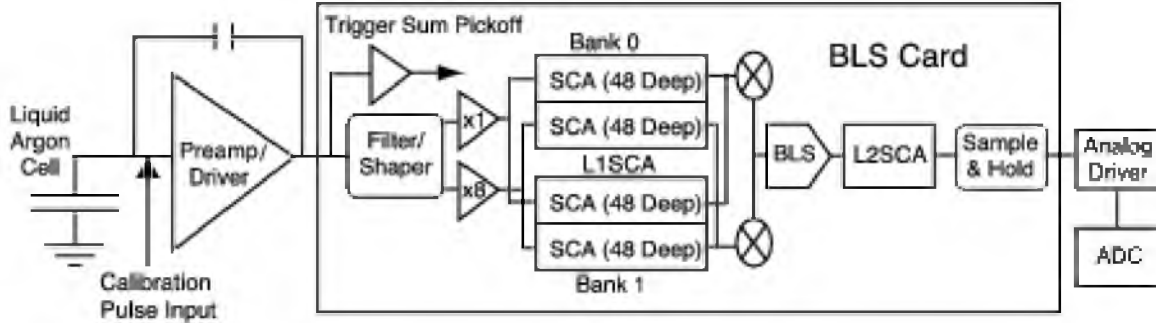 Trigger Sum Pickoff
Bank 0
BLS Card
SCA (48 Deep)
SCA (48 Deep)
L1SCA
SCA (48 Deep)
SCA (48 Deep)
Bank 1
x1
x8
Liquid
Argon
Cell
Preamp/
Driver
Filter/
Shaper
BLS
L2SCA
Sample
& Hold
Analog
Driver
ADC
Calibration
Pulse Input